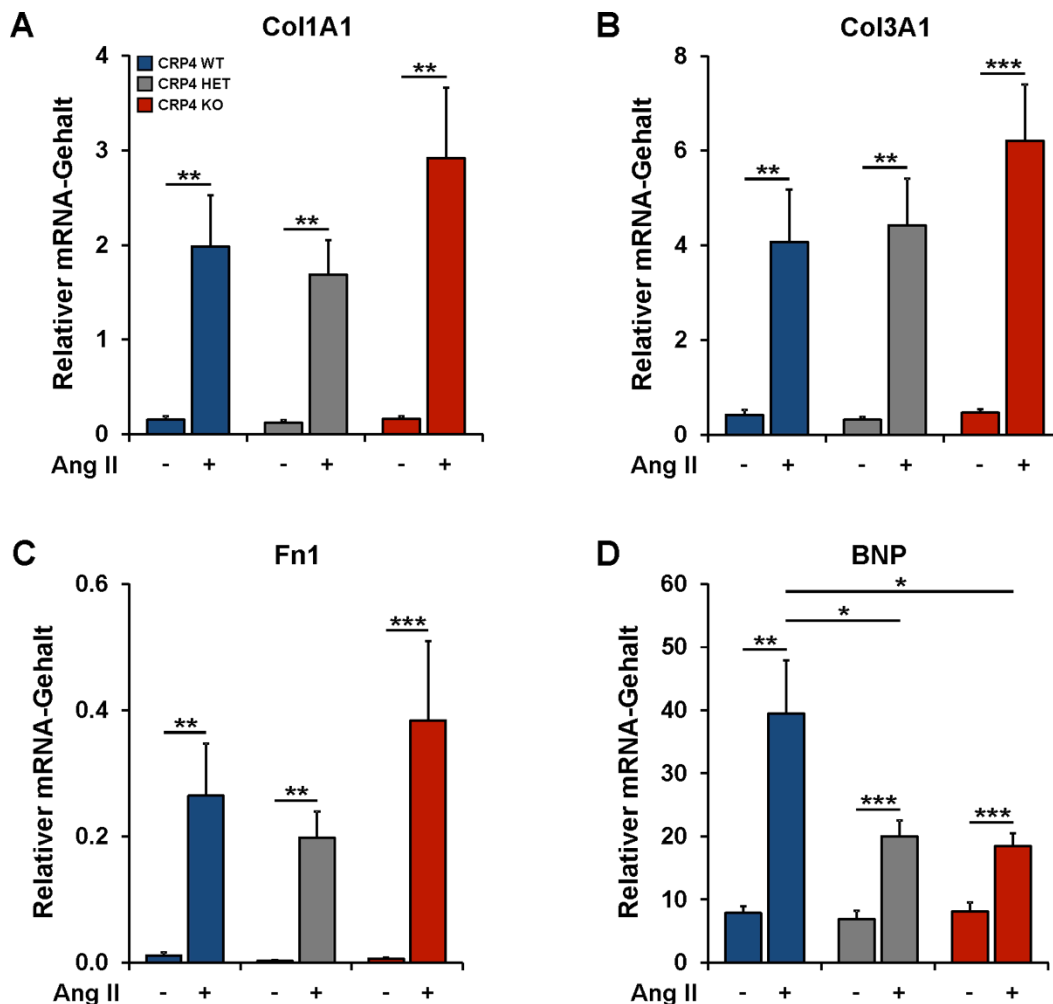 A
Col1A1
Relativer mRNA-Gehalt
4
3
2
1
0
CRP4 WT
CRP4 HET
CRP4 KO
**
**
**
Ang II - + - + - +
B
Col3A1
Relativer mRNA-Gehalt
8
6
4
2
0
**
**
***
Ang II - + - + - +
C
Fn1
Relativer mRNA-Gehalt
0.6
0.4
0.2
0.0
**
**
***
Ang II - + - + - +
D
BNP
Relativer mRNA-Gehalt
60
50
40
30
20
10
0
*
*
**
***
***
Ang II - + - + - +